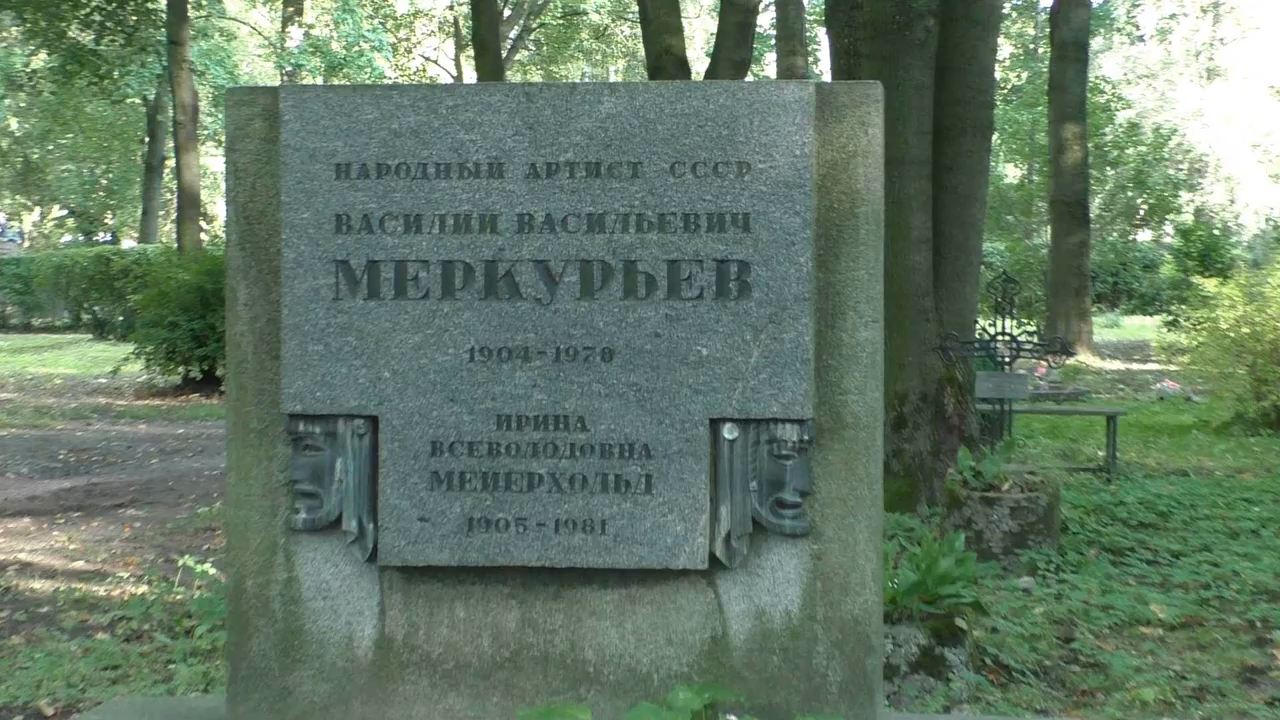 НАРОДНЫЙ АРТИСТ СССР
ВАСИЛИЙ ВАСИЛЬЕВИЧ
МЕРКУРЬЕВ
1904-1978
ИРИНА
ВСЕВОЛОДОВНА
МЕЙЕРХОЛЬД
1905-1981